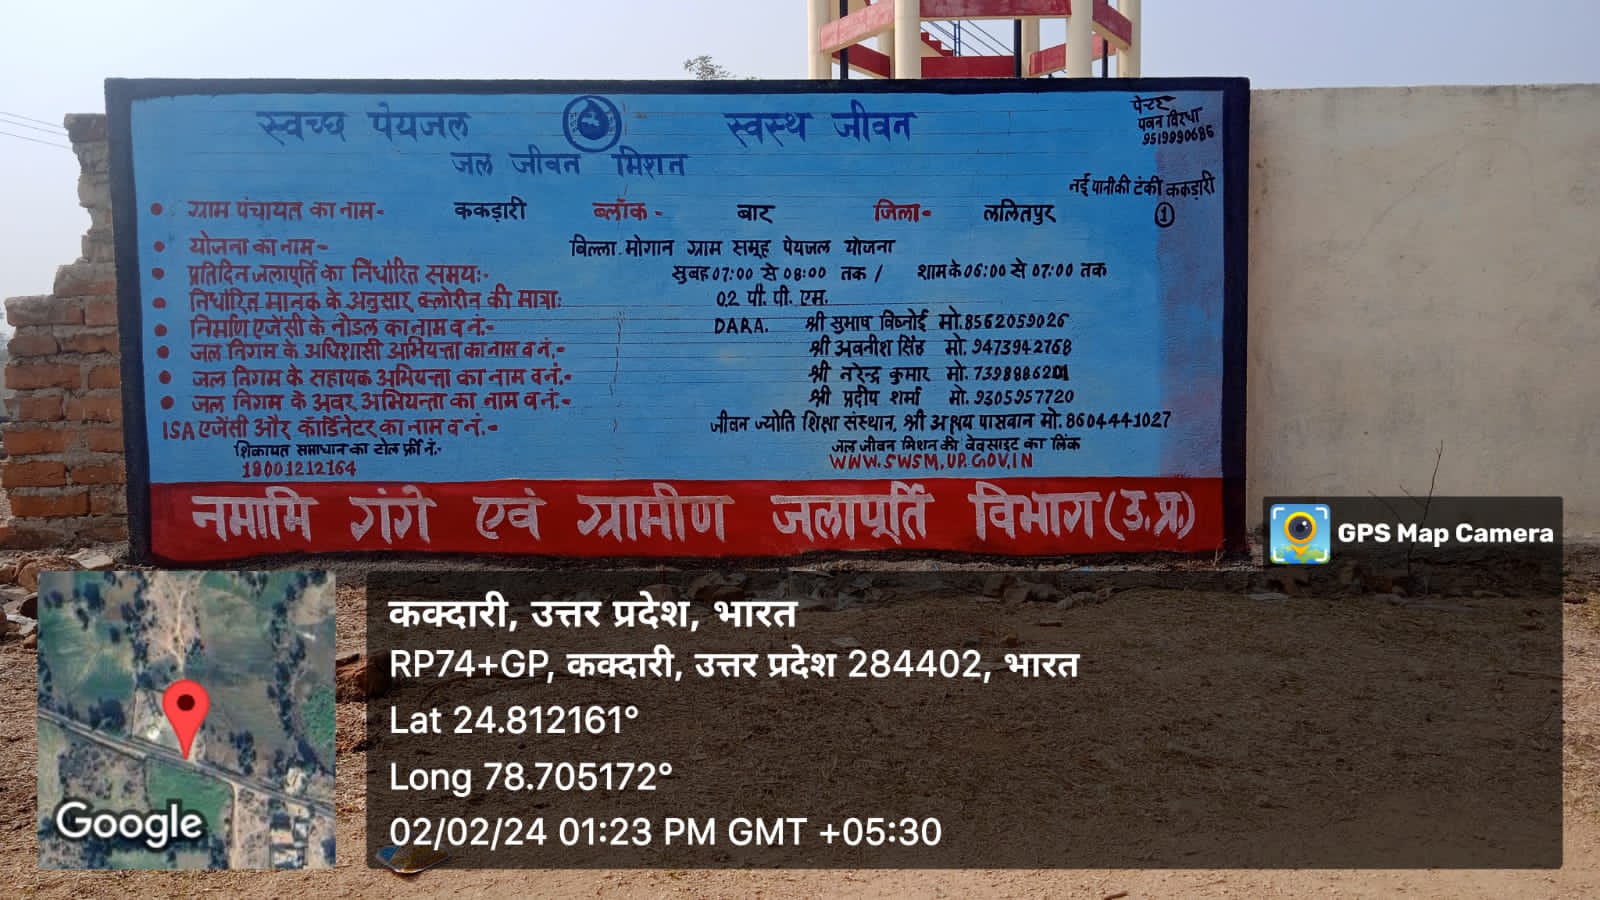 स्वच्छ पेयजल स्वस्थ जीवन
जल जीवन मिशन
पेन्टर
पवन विरधा
9519990686
नई पानी की टंकी ककड़ारी
1
ग्राम पंचायत का नाम- ककड़ारी ब्लॉक- बार जिला- ललितपुर
योजना का नाम- बिल्ला मोगान ग्राम समूह पेयजल योजना
प्रतिदिन जलापूर्ति का निर्धारित समय:- सुबह 07:00 से 08:00 तक / शाम के 06:00 से 07:00 तक
निर्धारित मानक के अनुसार क्लोरीन की मात्रा: 0.2 पी. पी. एम.
निर्माण एजेंसी के नोडल का नाम व नं.- DARA. श्री सुभाष विष्नोई मो. 8562059026
जल निगम के अधिशासी अभियन्ता का नाम व नं.- श्री अवनीश सिंह मो. 9473942768
जल निगम के सहायक अभियन्ता का नाम व नं.- श्री नरेन्द्र कुमार मो. 7398886201
जल निगम के अवर अभियन्ता का नाम व नं.- श्री प्रदीप शर्मा मो. 9305957720
ISA एजेंसी और कार्डिनेटर का नाम व नं.- जीवन ज्योति शिक्षा संस्थान, श्री अक्षय पासवान मो. 8604441027
शिकायत समाधान का टोल फ्री नं.- जल जीवन मिशन की वेवसाइट का लिंक
18001212164 WWW.SWSM.UP.GOV.IN
नमामि गंगे एवं ग्रामीण जलापूर्ति विभाग (उ.प्र.)
GPS Map Camera
कक्दारी, उत्तर प्रदेश, भारत
RP74+GP, कक्दारी, उत्तर प्रदेश 284402, भारत
Lat 24.812161°
Long 78.705172°
02/02/24 01:23 PM GMT +05:30
Google